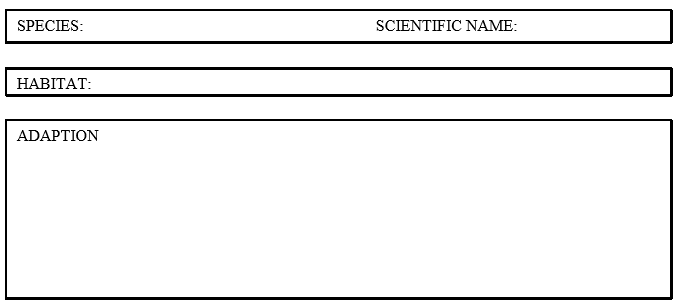 SPECIES: SCIENTIFIC NAME:
HABITAT:
ADAPTION